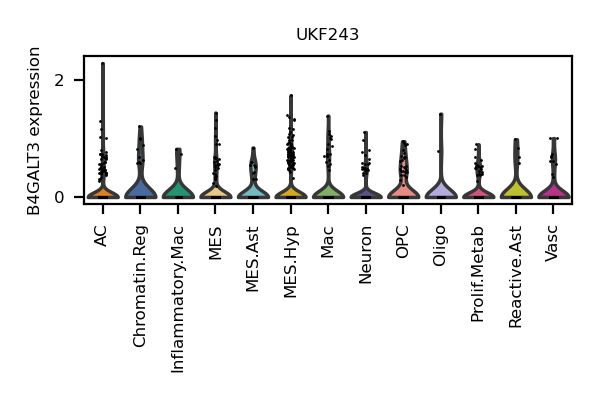 UKF243
B4GALT3 expression
2
0
AC
Chromatin.Reg
Inflammatory.Mac
MES
MES.Ast
MES.Hyp
Mac
Neuron
OPC
Oligo
Prolif.Metab
Reactive.Ast
Vasc